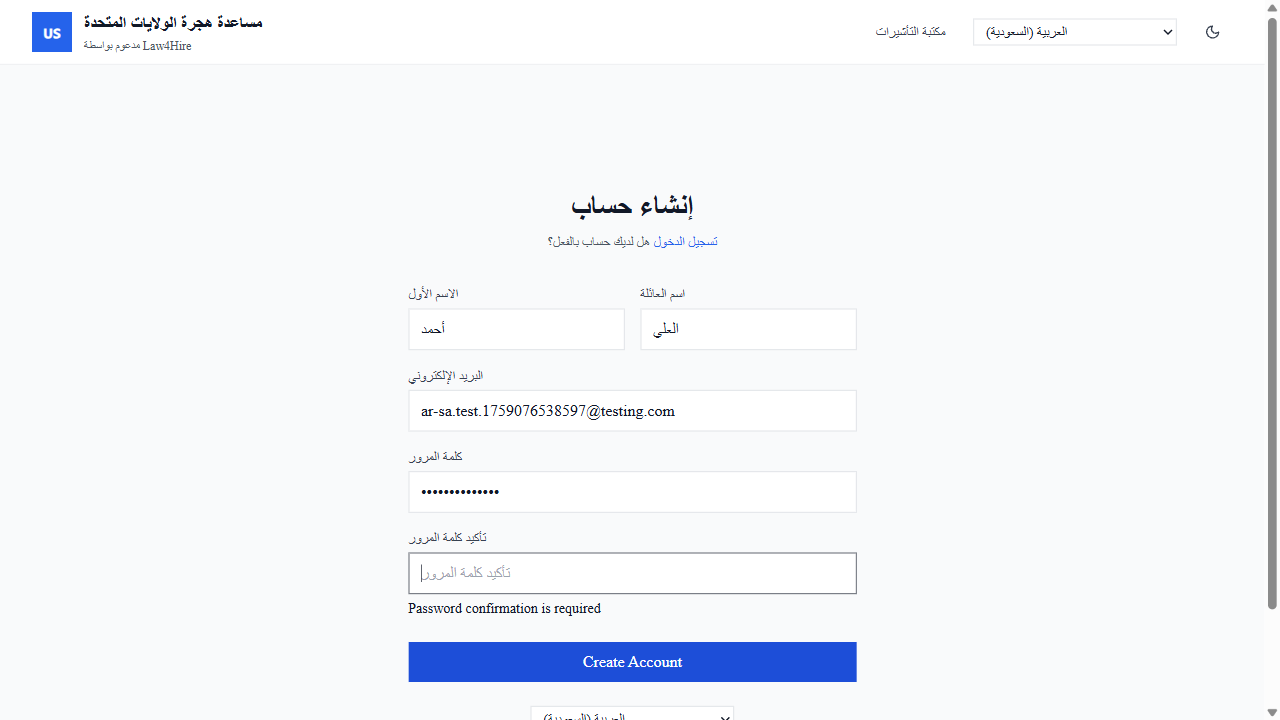 US
مساعدة هجرة الولايات المتحدة
مدعوم بواسطة Law4Hire
مكتبة التأشيرات
العربية (السعودية)
إنشاء حساب
هل لديك حساب بالفعل؟ تسجيل الدخول
الاسم الأول
اسم العائلة
أحمد
العلي
البريد الإلكتروني
ar-sa.test.1759076538597@testing.com
كلمة المرور
••••••••••••••
تأكيد كلمة المرور
تأكيد كلمة المرور
Password confirmation is required
Create Account
العربية (السعودية)